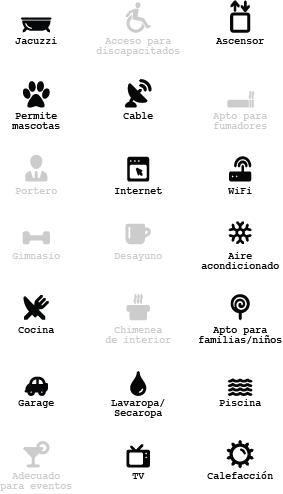 Jacuzzi
Acceso para
discapacitados
Ascensor
Permite
mascotas
Cable
Apto para
fumadores
Portero
Internet
WiFi
Gimnasio
Desayuno
Aire
acondicionado
Cocina
Chimenea
de interior
Apto para
familias/niños
Garage
Lavaropa/
Secaropa
Piscina
Adecuado
para eventos
TV
Calefacción